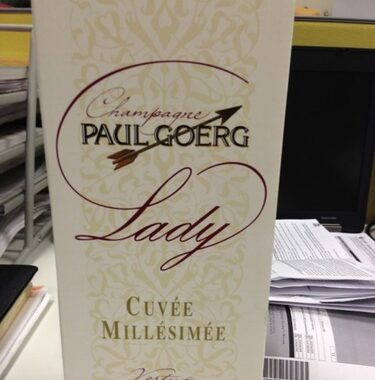 Champagne
PAUL GOERG
Lady
CUVÉE
MILLÉSIMÉE